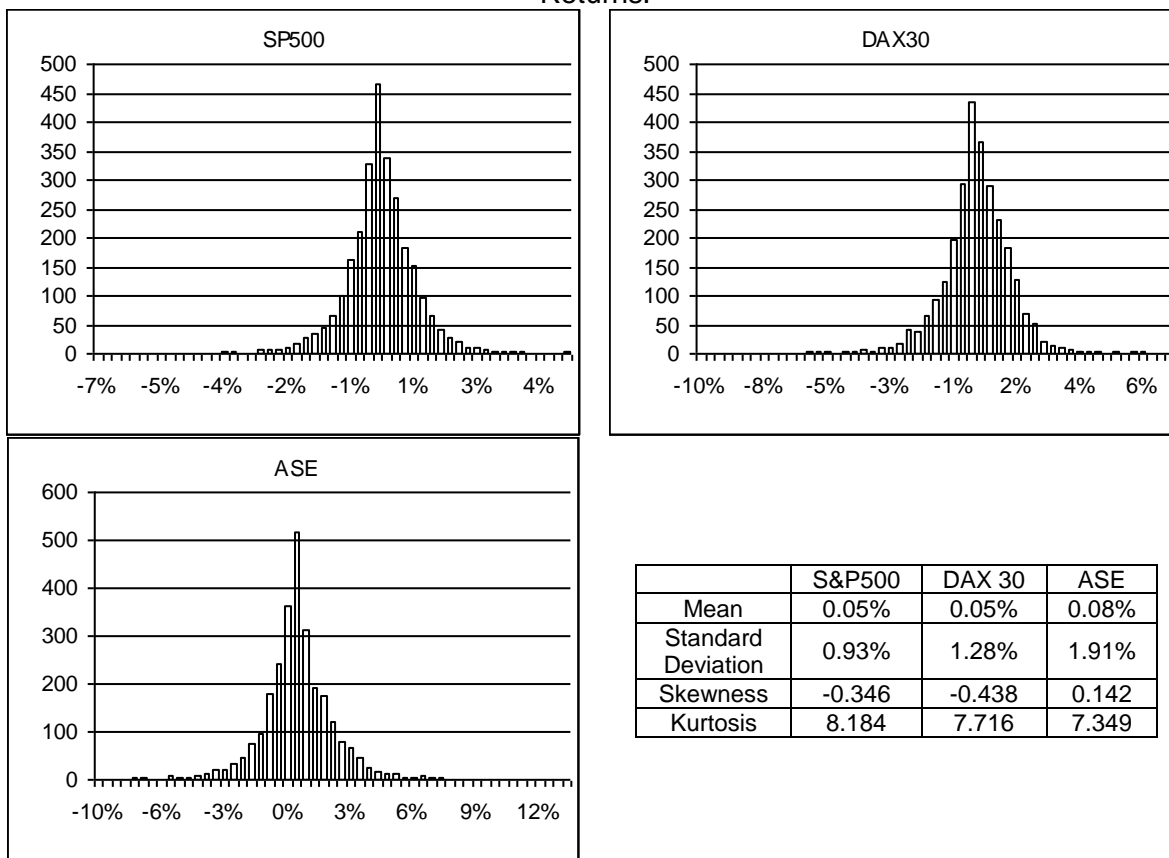 Returns.
SP500
500
450
400
350
300
250
200
150
100
50
0
-7% -5% -4% -2% -1% 1% 3% 4%
DAX30
500
450
400
350
300
250
200
150
100
50
0
-10% -5% -3% -1% 2% 4% 6%
ASE
600
500
400
300
200
100
0
-10% -6% -3% 0% 3% 6% 9% 12%
S&P500 DAX 30 ASE
Mean 0.05% 0.05% 0.08%
Standard Deviation 0.93% 1.28% 1.91%
Skewness -0.346 -0.438 0.142
Kurtosis 8.184 7.716 7.349